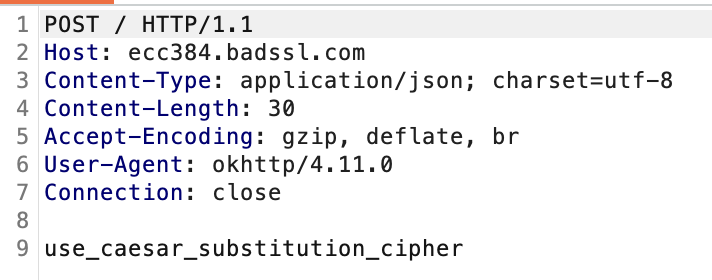 1 POST / HTTP/1.1
2 Host: ecc384.badssl.com
3 Content-Type: application/json; charset=utf-8
4 Content-Length: 30
5 Accept-Encoding: gzip, deflate, br
6 User-Agent: okhttp/4.11.0
7 Connection: close
8
9 use_caesar_substitution_cipher